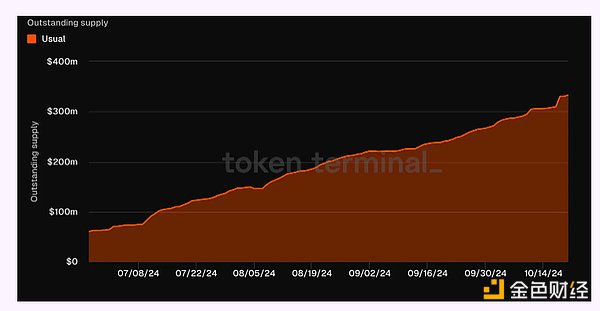 Outstanding supply
Usual
$400m
$300m
$200m
$100m
$0
Outstanding supply
token terminal_
07/08/24 07/22/24 08/05/24 08/19/24 09/02/24 09/16/24 09/30/24 10/14/24
金色财经